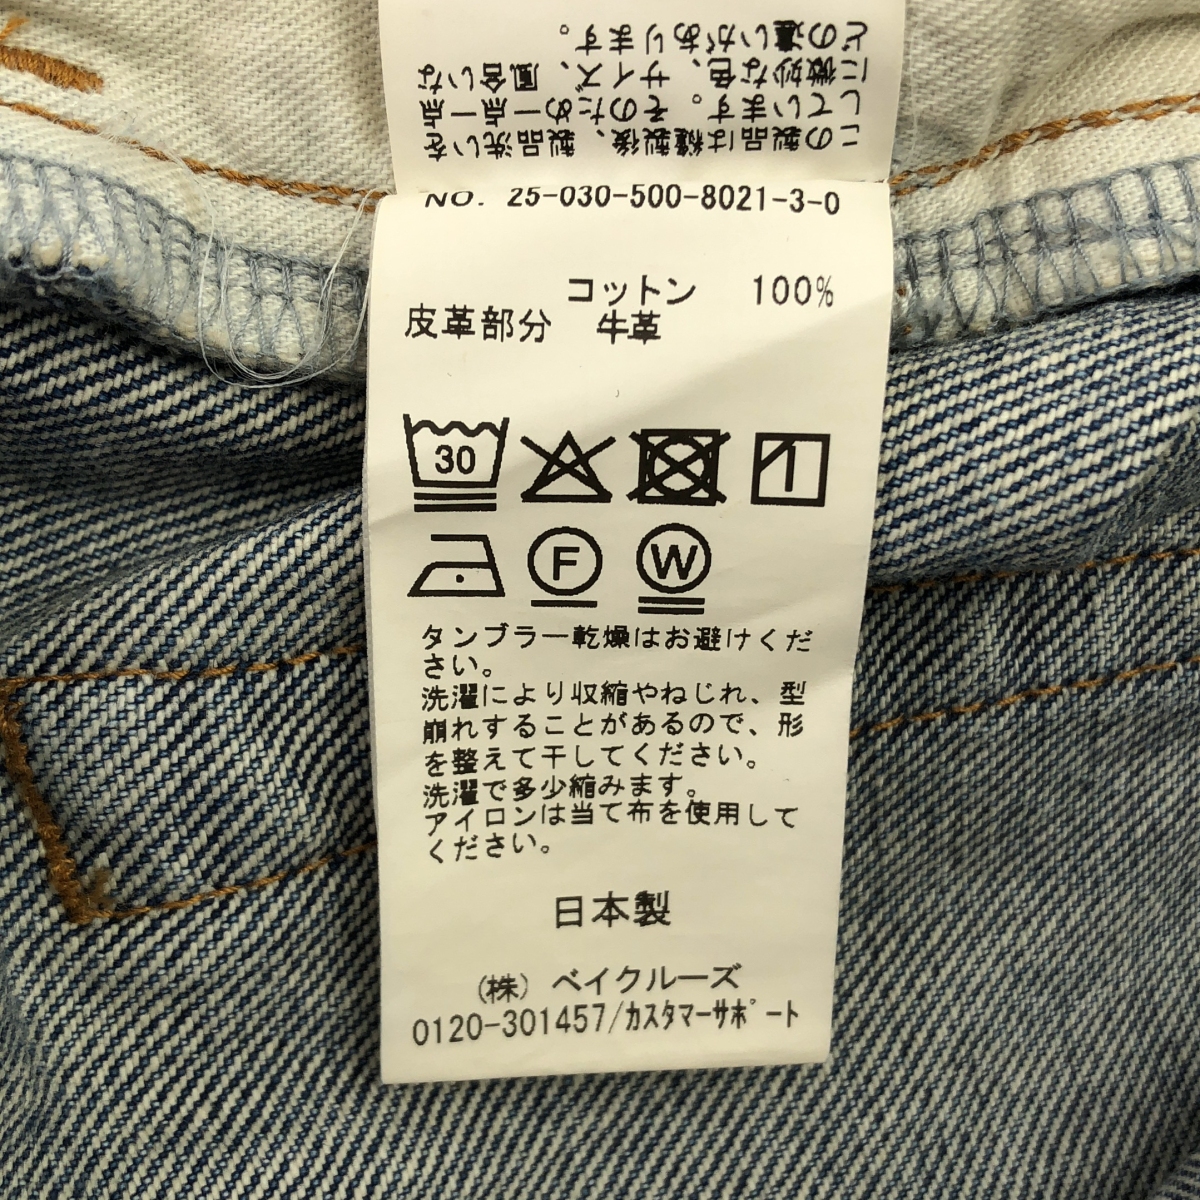 この製品は縫製後、製品洗いを
しています。そのため一点一点
に微妙な色、サイズ、風合いな
どの違いがあります。
NO. 25-030-500-8021-3-0
コットン 100%
皮革部分 牛革
30
F W
タンブラー乾燥はお避けくだ
さい。
洗濯により収縮やねじれ、型
崩れすることがあるので、形
を整えて干してください。
洗濯で多少縮みます。
アイロンは当て布を使用して
ください。
日本製
(株)ベイクルーズ
0120-301457/カスタマーサポート